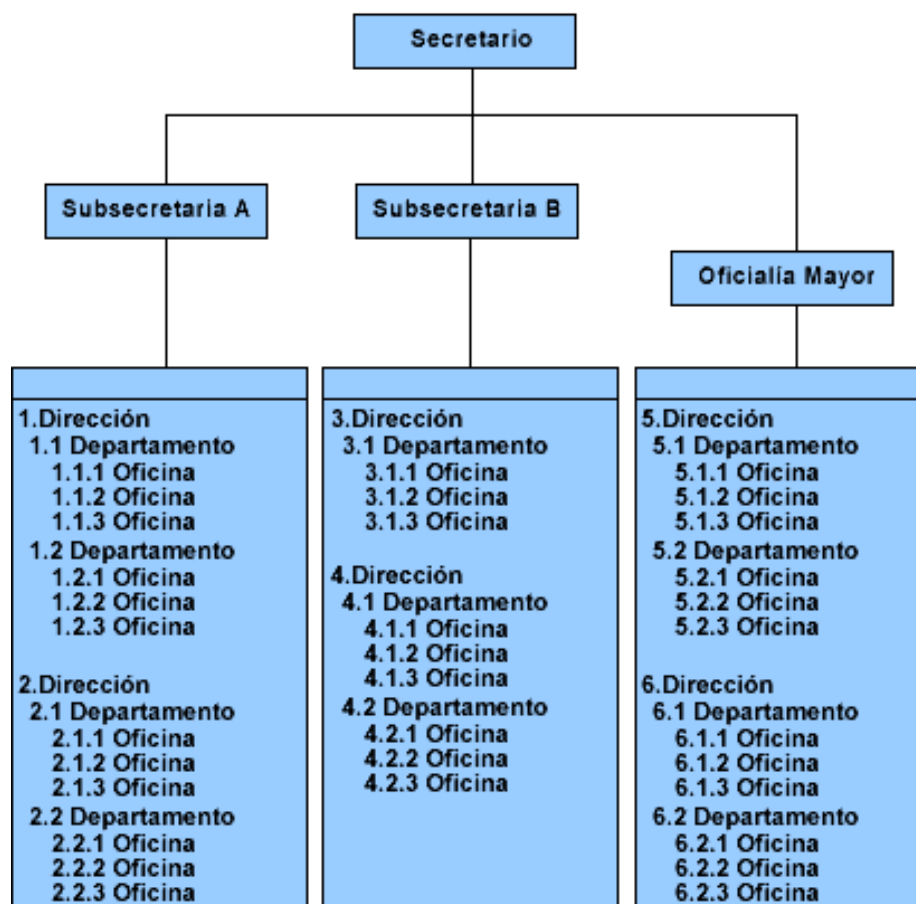 Secretario
Subsecretaria A
Subsecretaria B
Oficialía Mayor
1.Dirección
1.1 Departamento
1.1.1 Oficina
1.1.2 Oficina
1.1.3 Oficina
1.2 Departamento
1.2.1 Oficina
1.2.2 Oficina
1.2.3 Oficina
2.Dirección
2.1 Departamento
2.1.1 Oficina
2.1.2 Oficina
2.1.3 Oficina
2.2 Departamento
2.2.1 Oficina
2.2.2 Oficina
2.2.3 Oficina
3.Dirección
3.1 Departamento
3.1.1 Oficina
3.1.2 Oficina
3.1.3 Oficina
4.Dirección
4.1 Departamento
4.1.1 Oficina
4.1.2 Oficina
4.1.3 Oficina
4.2 Departamento
4.2.1 Oficina
4.2.2 Oficina
4.2.3 Oficina
5.Dirección
5.1 Departamento
5.1.1 Oficina
5.1.2 Oficina
5.1.3 Oficina
5.2 Departamento
5.2.1 Oficina
5.2.2 Oficina
5.2.3 Oficina
6.Dirección
6.1 Departamento
6.1.1 Oficina
6.1.2 Oficina
6.1.3 Oficina
6.2 Departamento
6.2.1 Oficina
6.2.2 Oficina
6.2.3 Oficina